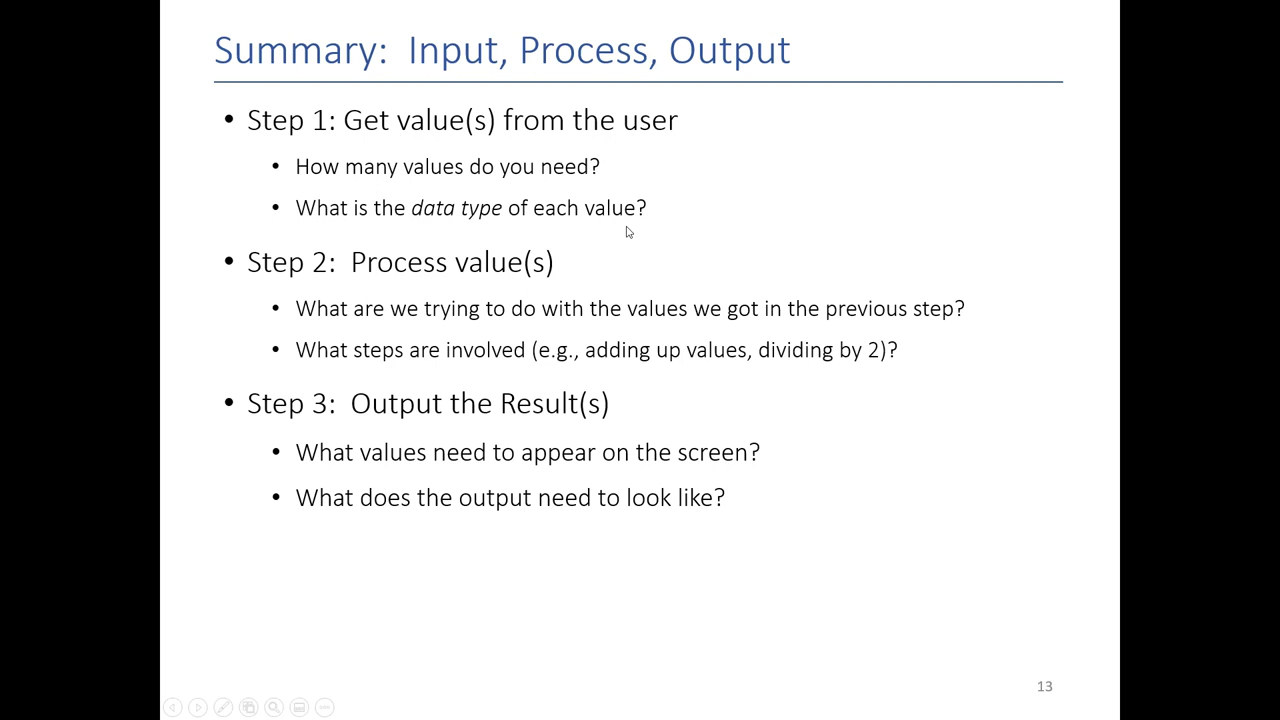 Summary:  Input, Process, Output
• Step 1: Get value(s) from the user
• How many values do you need?
• What is the data type of each value?
• Step 2:  Process value(s)
• What are we trying to do with the values we got in the previous step?
• What steps are involved (e.g., adding up values, dividing by 2)?
• Step 3:  Output the Result(s)
• What values need to appear on the screen?
• What does the output need to look like?
13